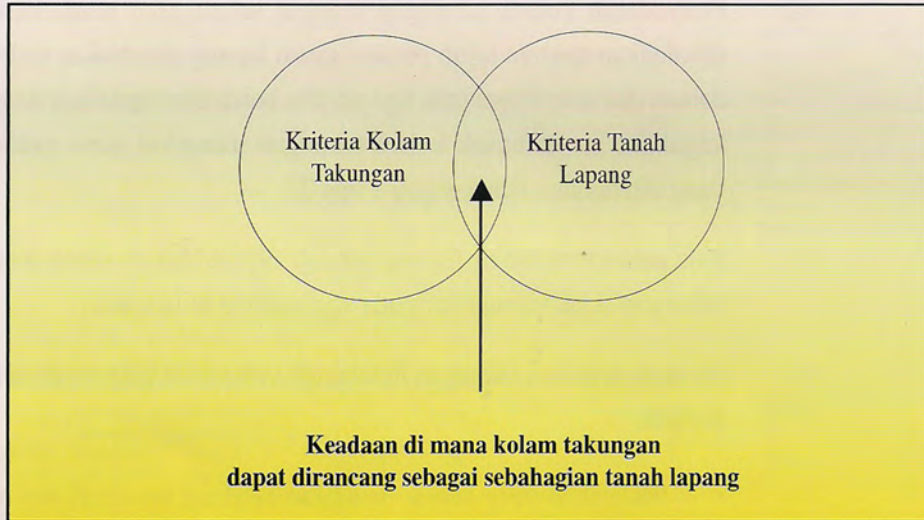 Kriteria Kolam
Takungan
Kriteria Tanah
Lapang
Keadaan di mana kolam takungan
dapat dirancang sebagai sebahagian tanah lapang